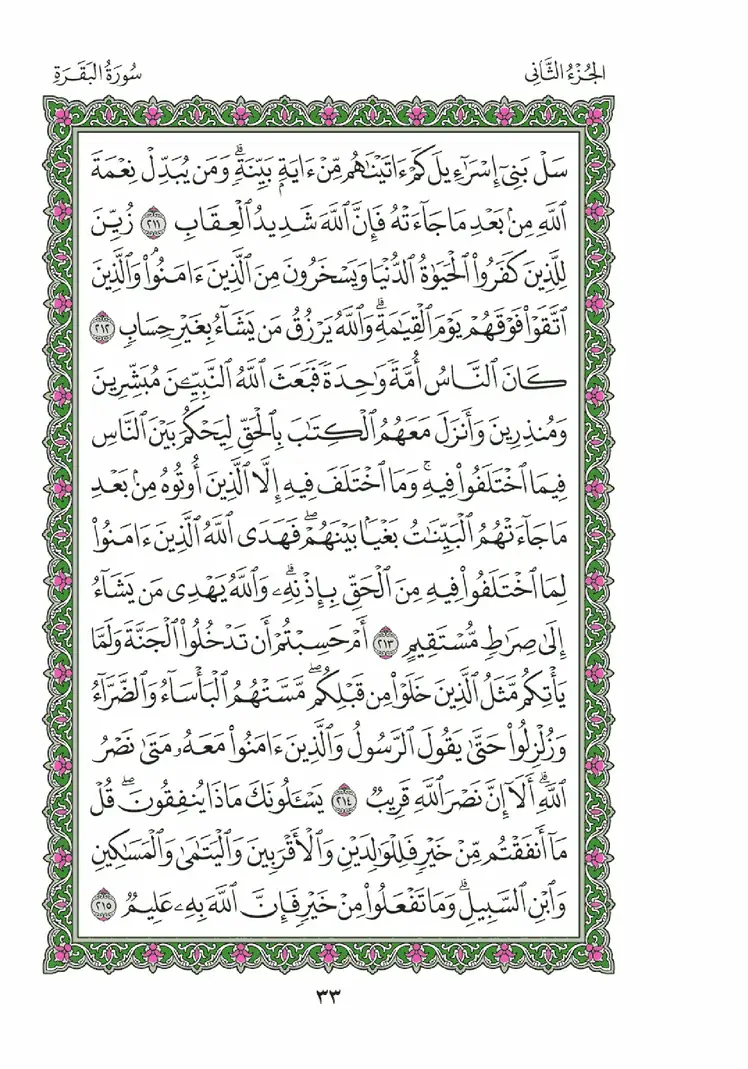 الجُزْءُ الثَّانِي
سُورَةُ البَقَرَةِ
سَلْ بَنِىٓ إِسْرَٰٓءِيلَ كَمْ ءَاتَيْنَٰهُم مِّنْ ءَايَةِۭ بَيِّنَةٖۗ وَمَن يُبَدِّلْ نِعْمَةَ
ٱللَّهِ مِنۢ بَعْدِ مَا جَآءَتْهُ فَإِنَّ ٱللَّهَ شَدِيدُ ٱلْعِقَابِ ٢١١ زُيِّنَ
لِلَّذِينَ كَفَرُوا۟ ٱلْحَيَوٰةُ ٱلدُّنْيَا وَيَسْخَرُونَ مِنَ ٱلَّذِينَ ءَامَنُوا۟ۘ وَٱلَّذِينَ
ٱتَّقَوْا۟ فَوْقَهُمْ يَوْمَ ٱلْقِيَٰمَةِۗ وَٱللَّهُ يَرْزُقُ مَن يَشَآءُ بِغَيْرِ حِسَابٖ ٢١٢
كَانَ ٱلنَّاسُ أُمَّةٗ وَٰحِدَةٗ فَبَعَثَ ٱللَّهُ ٱلنَّبِيِّـۧنَ مُبَشِّرِينَ
وَمُنذِرِينَ وَأَنزَلَ مَعَهُمُ ٱلْكِتَٰبَ بِٱلْحَقِّ لِيَحْكُمَ بَيْنَ ٱلنَّاسِ
فِيمَا ٱخْتَلَفُوا۟ فِيهِۚ وَمَا ٱخْتَلَفَ فِيهِ إِلَّا ٱلَّذِينَ أُوتُوهُ مِنۢ بَعْدِ
مَا جَآءَتْهُمُ ٱلْبَيِّنَٰتُ بَغْيَۢا بَيْنَهُمْۖ فَهَدَى ٱللَّهُ ٱلَّذِينَ ءَامَنُوا۟
لِمَا ٱخْتَلَفُوا۟ فِيهِ مِنَ ٱلْحَقِّ بِإِذْنِهِۦۗ وَٱللَّهُ يَهْدِى مَن يَشَآءُ
إِلَىٰ صِرَٰطٖ مُّسْتَقِيمٍ ٢١٣ أَمْ حَسِبْتُمْ أَن تَدْخُلُوا۟ ٱلْجَنَّةَ وَلَمَّا
يَأْتِكُم مَّثَلُ ٱلَّذِينَ خَلَوْا۟ مِن قَبْلِكُمۖ مَّسَّتْهُمُ ٱلْبَأْسَآءُ وَٱلضَّرَّآءُ
وَزُلْزِلُوا۟ حَتَّىٰ يَقُولَ ٱلرَّسُولُ وَٱلَّذِينَ ءَامَنُوا۟ مَعَهُۥ مَتَىٰ نَصْرُ
ٱللَّهِۗ أَلَآ إِنَّ نَصْرَ ٱللَّهِ قَرِيبٞ ٢١٤ يَسْـَٔلُونَكَ مَاذَا يُنفِقُونَۖ قُلْ
مَآ أَنفَقْتُم مِّنْ خَيْرٖ فَلِلْوَٰلِدَيْنِ وَٱلْأَقْرَبِينَ وَٱلْيَتَٰمَىٰ وَٱلْمَسَٰكِينِ
وَٱبْنِ ٱلسَّبِيلِۗ وَمَا تَفْعَلُوا۟ مِنْ خَيْرٖ فَإِنَّ ٱللَّهَ بِهِۦ عَلِيمٞ ٢١٥
٣٣